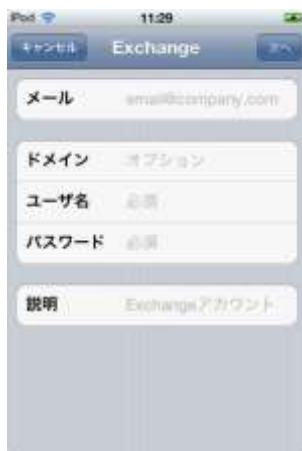 iPod 11:29
キャンセル Exchange 次へ
メール email@company.com
ドメイン オプション
ユーザ名 必須
パスワード 必須
説明 Exchangeアカウント